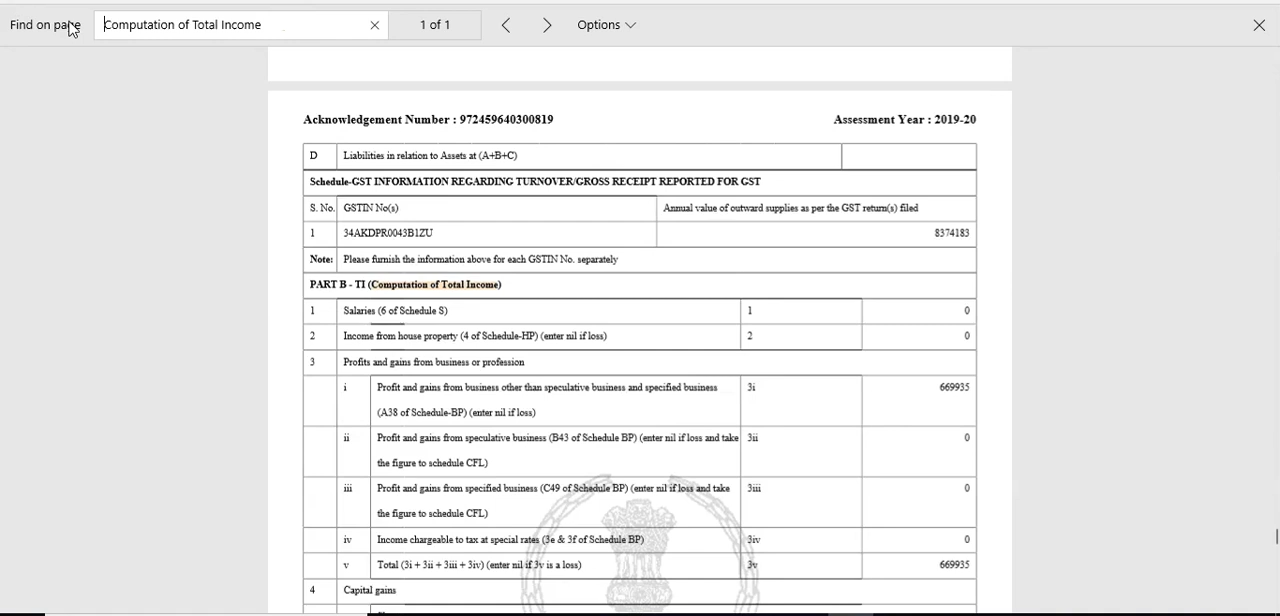 Find on page Computation of Total Income 1 of 1 Options
Acknowledgement Number : 972459640300819 Assessment Year : 2019-20
D Liabilities in relation to Assets at (A+B+C)
Schedule-GST INFORMATION REGARDING TURNOVER/GROSS RECEIPT REPORTED FOR GST
S. No. GSTIN No(s) Annual value of outward supplies as per the GST return(s) filed
1 34AKDPR0043B1ZU 8374183
Note: Please furnish the information above for each GSTIN No. separately
PART B - TI (Computation of Total Income)
1 Salaries (6 of Schedule S) 1 0
2 Income from house property (4 of Schedule-HP) (enter nil if loss) 2 0
3 Profits and gains from business or profession
i Profit and gains from business other than speculative business and specified business 3i 669935
(A38 of Schedule-BP) (enter nil if loss)
ii Profit and gains from speculative business (B43 of Schedule BP) (enter nil if loss and take 3ii 0
the figure to schedule CFL)
iii Profit and gains from specified business (C49 of Schedule BP) (enter nil if loss and take 3iii 0
the figure to schedule CFL)
iv Income chargeable to tax at special rates (3e & 3f of Schedule BP) 3iv 0
v Total (3i + 3ii + 3iii + 3iv) (enter nil if 3v is a loss) 3v 669935
4 Capital gains